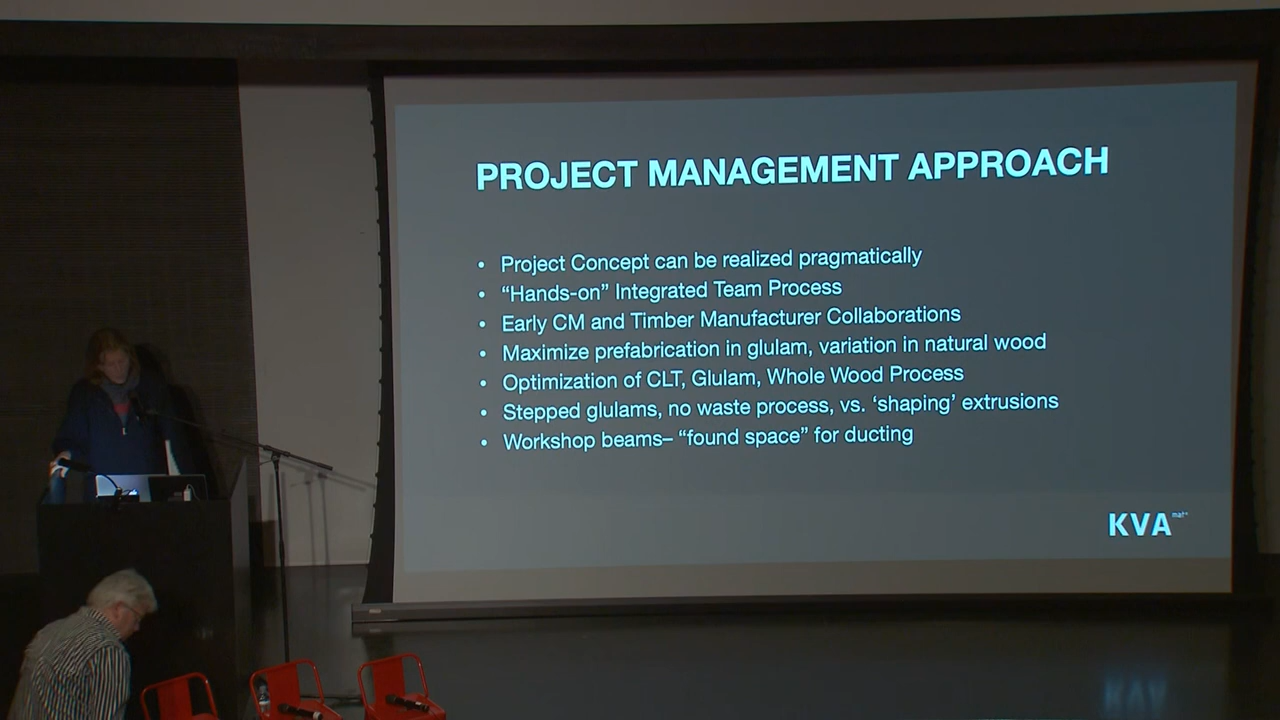 PROJECT MANAGEMENT APPROACH
• Project Concept can be realized pragmatically
• “Hands-on” Integrated Team Process
• Early CM and Timber Manufacturer Collaborations
• Maximize prefabrication in glulam, variation in natural wood
• Optimization of CLT, Glulam, Whole Wood Process
• Stepped glulams, no waste process, vs. ‘shaping’ extrusions
• Workshop beams– “found space” for ducting
KVA